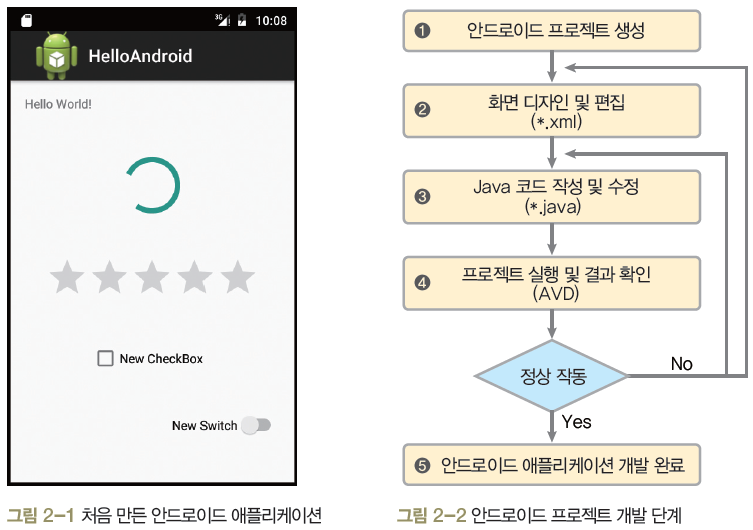 3G 10:08
HelloAndroid
Hello World!
New CheckBox
New Switch
그림 2-1 처음 만든 안드로이드 애플리케이션
❶ 안드로이드 프로젝트 생성
❷ 화면 디자인 및 편집
(*.xml)
❸ Java 코드 작성 및 수정
(*.java)
❹ 프로젝트 실행 및 결과 확인
(AVD)
정상 작동
No
Yes
❺ 안드로이드 애플리케이션 개발 완료
그림 2-2 안드로이드 프로젝트 개발 단계